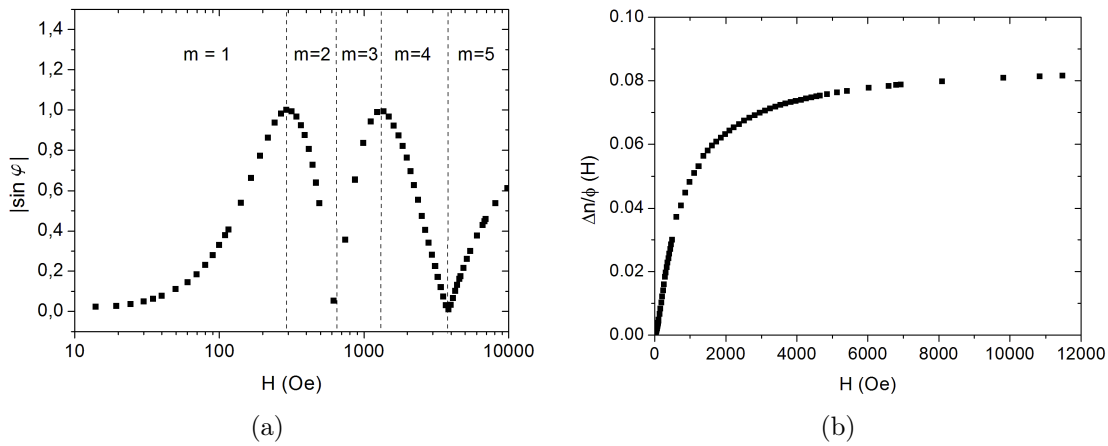 1,4
1,2
1,0
0,8
0,6
0,4
0,2
0,0
|sin φ|
m = 1
m=2
m=3
m=4
m=5
10
100
1000
10000
H (Oe)
(a)
0.10
0.08
0.06
0.04
0.02
0.00
Δn/ϕ (H)
0
2000
4000
6000
8000
10000
12000
H (Oe)
(b)